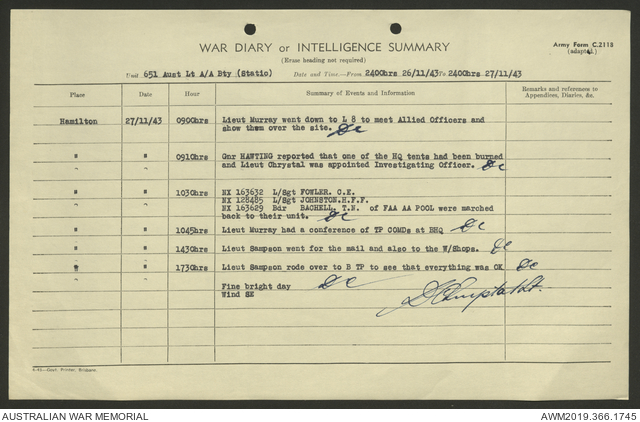 WAR DIARY or INTELLIGENCE SUMMARY
(Erase heading not required)
Army Form C.2118
(adapted)
Unit 651 Aust Lt A/A Bty (Static) Date and Time—From 2400hrs 26/11/43 To 2400hrs 27/11/43
Place Date Hour Summary of Events and Information Remarks and references to Appendices, Diaries, &c.
Hamilton 27/11/43 0900hrs Lieut Murray went down to L 8 to meet Allied Officers and
show them over the site.
" " 0910hrs Gnr HAWTING reported that one of the HQ tents had been burned
and Lieut Chrystal was appointed Investigating Officer.
" " 1030hrs NX 163632 L/Sgt FOWLER. C.E.
NX 128485 L/Sgt JOHNSTON.H.F.F.
NX 163629 Bdr BACHELL. T.N. of FAA AA POOL were marched
back to their unit.
" " 1045hrs Lieut Murray had a conference of TP COMDs at BHQ
" " 1430hrs Lieut Sampson went for the mail and also to the W/Shops.
" " 1730hrs Lieut Sampson rode over to B TP to see that everything was OK
Fine bright day
Wind SE
Govt. Printer, Brisbane.
AUSTRALIAN WAR MEMORIAL AWM2019.366.1745